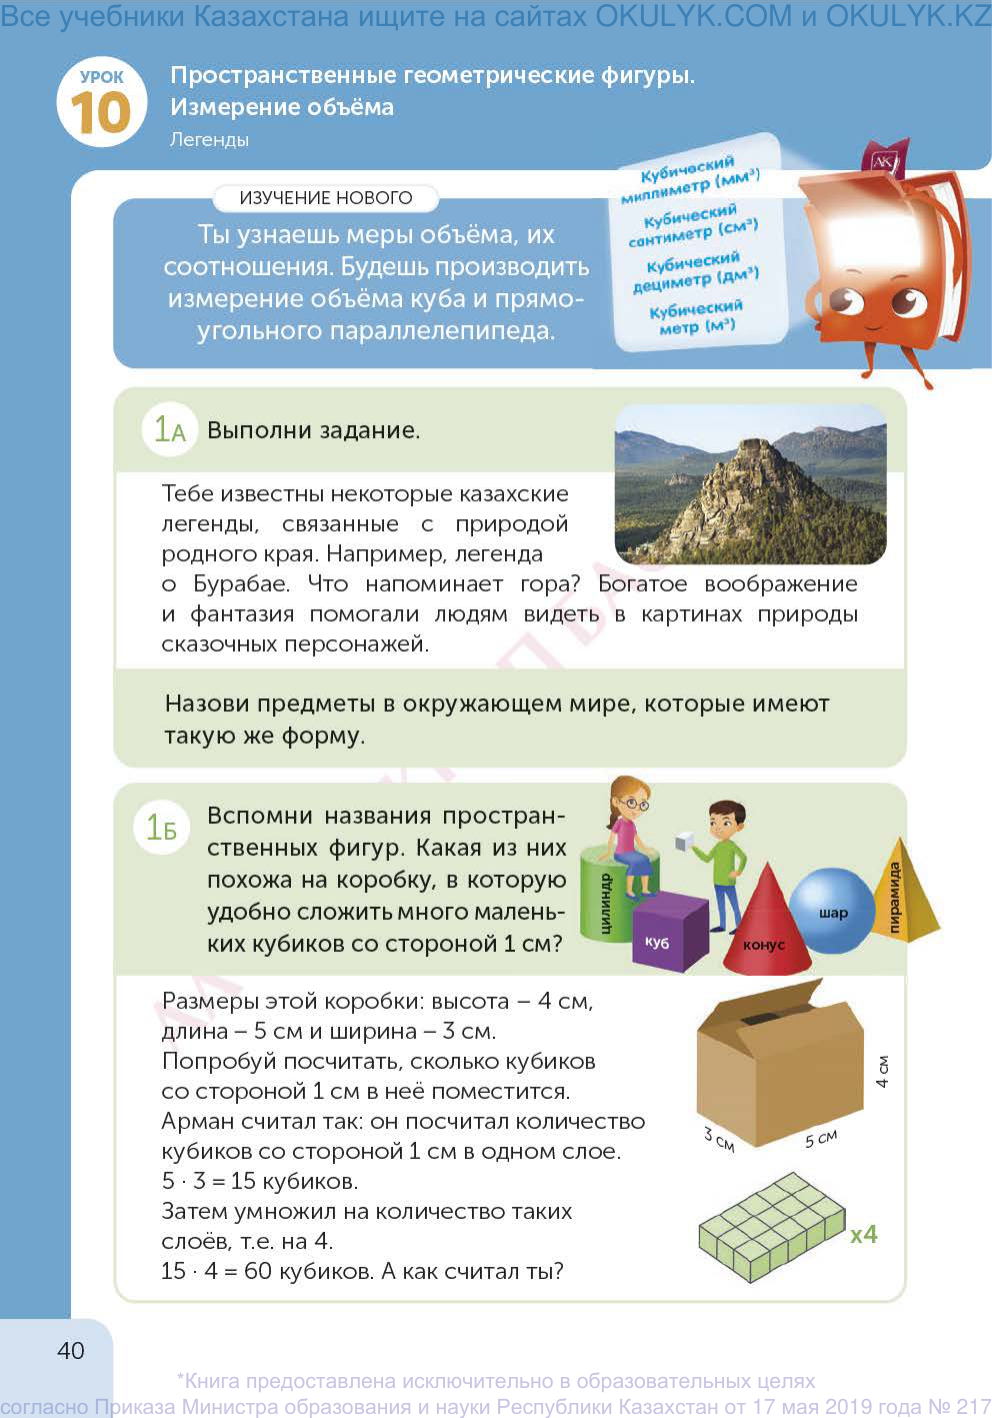 Все учебники Казахстана ищите на сайтах OKULYK.COM и OKULYK.KZ
УРОК
10
Пространственные геометрические фигуры.
Измерение объёма
Легенды
ИЗУЧЕНИЕ НОВОГО
Ты узнаешь меры объёма, их
соотношения. Будешь производить
измерение объёма куба и прямо-
угольного параллелепипеда.
Кубический
миллиметр (мм³)
Кубический
сантиметр (см³)
Кубический
дециметр (дм³)
Кубический
метр (м³)
АК
1А Выполни задание.
Тебе известны некоторые казахские
легенды, связанные с природой
родного края. Например, легенда
о Бурабае. Что напоминает гора? Богатое воображение
и фантазия помогали людям видеть в картинах природы
сказочных персонажей.
Назови предметы в окружающем мире, которые имеют
такую же форму.
1Б Вспомни названия простран-
ственных фигур. Какая из них
похожа на коробку, в которую
удобно сложить много малень-
ких кубиков со стороной 1 см?
цилиндр
куб
конус
шар
пирамида
Размеры этой коробки: высота – 4 см,
длина – 5 см и ширина – 3 см.
Попробуй посчитать, сколько кубиков
со стороной 1 см в неё поместится.
Арман считал так: он посчитал количество
кубиков со стороной 1 см в одном слое.
5 · 3 = 15 кубиков.
Затем умножил на количество таких
слоёв, т.е. на 4.
15 · 4 = 60 кубиков. А как считал ты?
4 см
3 см
5 см
x4
40
*Книга предоставлена исключительно в образовательных целях
согласно Приказа Министра образования и науки Республики Казахстан от 17 мая 2019 года № 217